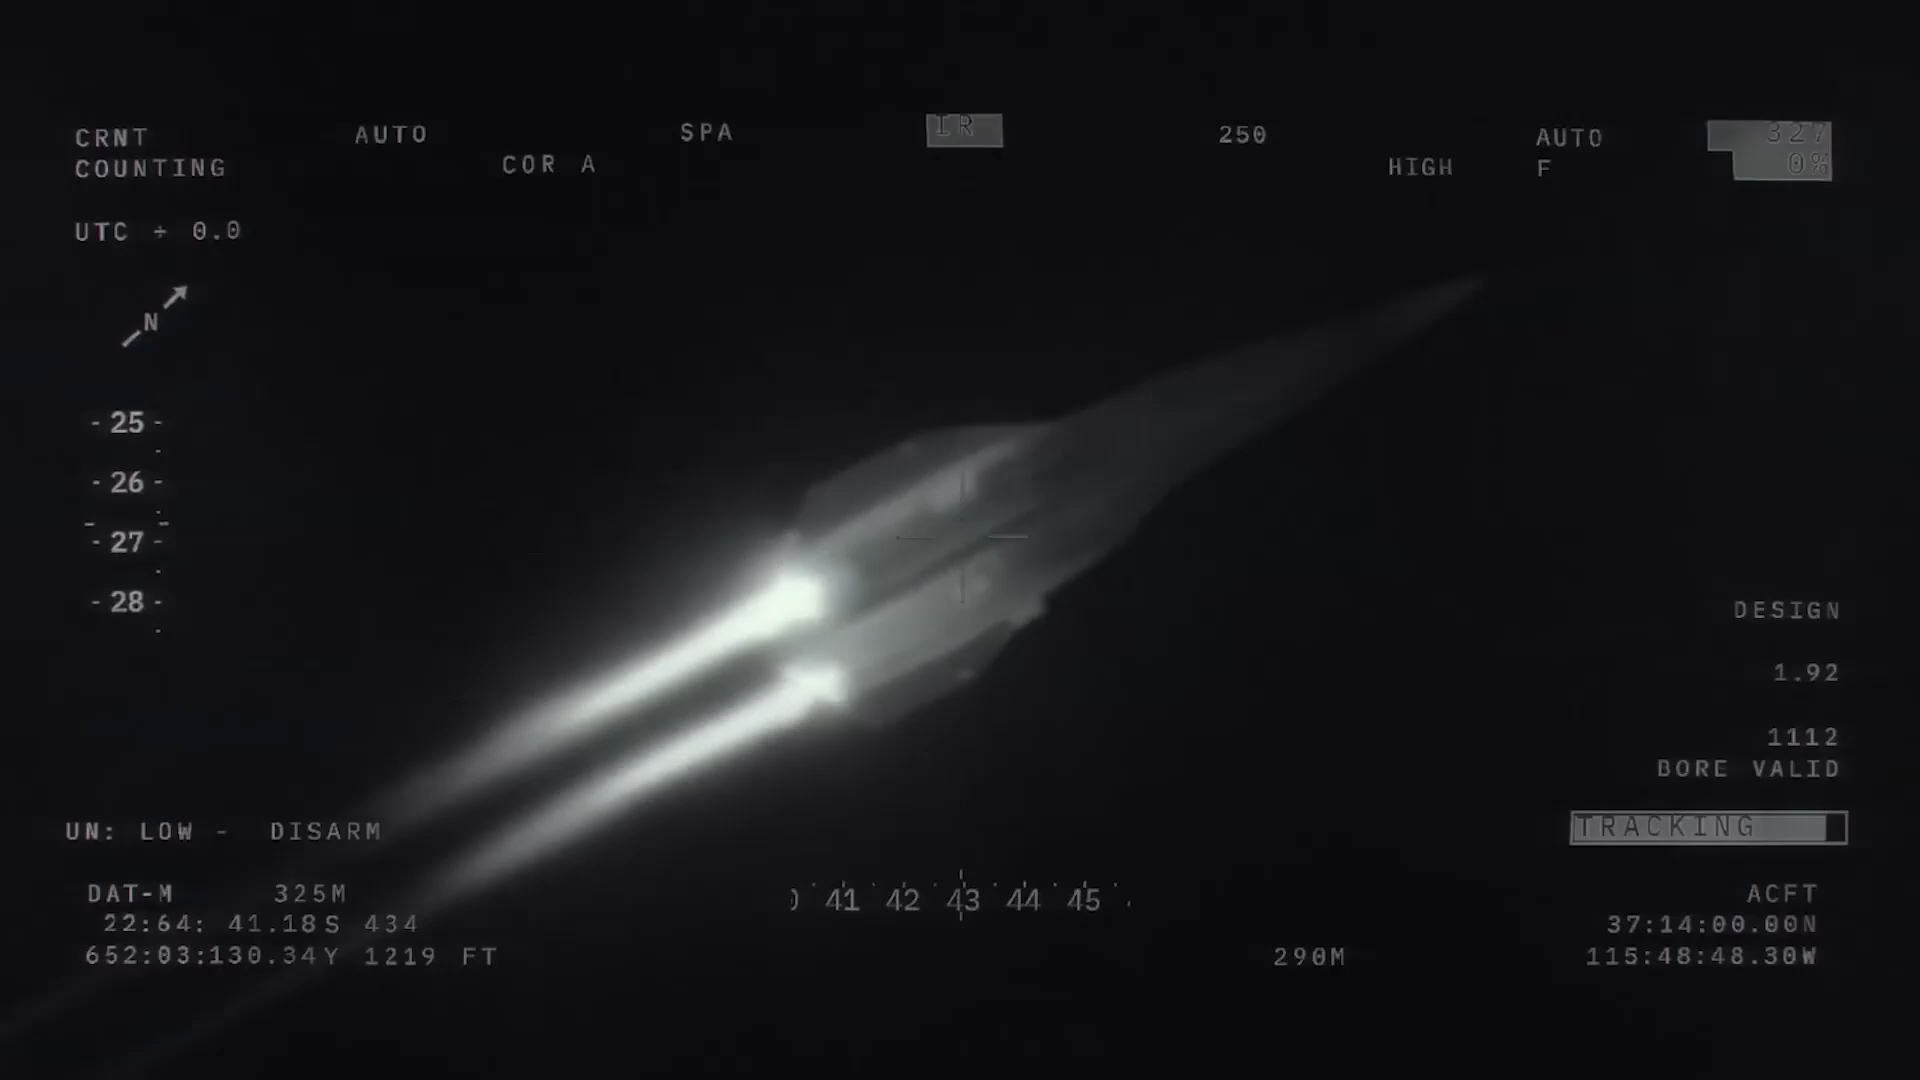 CRNT AUTO SPA IR 250 AUTO 327
COUNTING COR A HIGH F 0%
UTC + 0.0
N
- 25 -
- 26 -
- 27 -
- 28 -
DESIGN
1.92
1112
BORE VALID
UN: LOW - DISARM TRACKING
DAT-M 325M 41 42 43 44 45 ACFT
22:64: 41.18S 434 37:14:00.00N
652:03:130.34Y 1219 FT 290M 115:48:48.30W